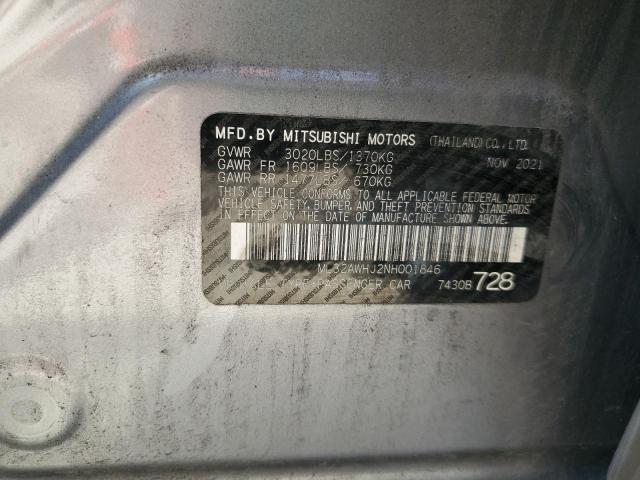 MFD.BY MITSUBISHI MOTORS (THAILAND) CO., LTD.
GVWR 3020LBS/1370KG NOV 2021
GAWR FR 1609LBS/ 730KG
GAWR RR 1477LBS/ 670KG
THIS VEHICLE CONFORMS TO ALL APPLICABLE FEDERAL MOTOR
VEHICLE SAFETY, BUMPER, AND THEFT PREVENTION STANDARDS
IN EFFECT ON THE DATE OF MANUFACTURE SHOWN ABOVE.
ML32AWHJ2NH001846
VEHICLE TYPE:PASSENGER CAR 7430B 728